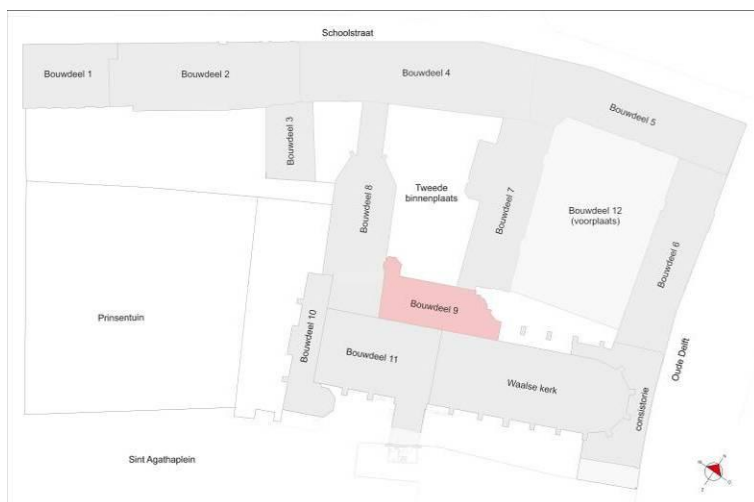 Schoolstraat
Bouwdeel 1
Bouwdeel 2
Bouwdeel 4
Bouwdeel 5
Bouwdeel 3
Bouwdeel 8
Tweede
binnenplaats
Bouwdeel 7
Bouwdeel 12
(voorplaats)
Bouwdeel 6
Bouwdeel 9
Prinsentuin
Bouwdeel 10
Bouwdeel 11
Waalse kerk
consistorie
Oude Delft
Sint Agathaplein